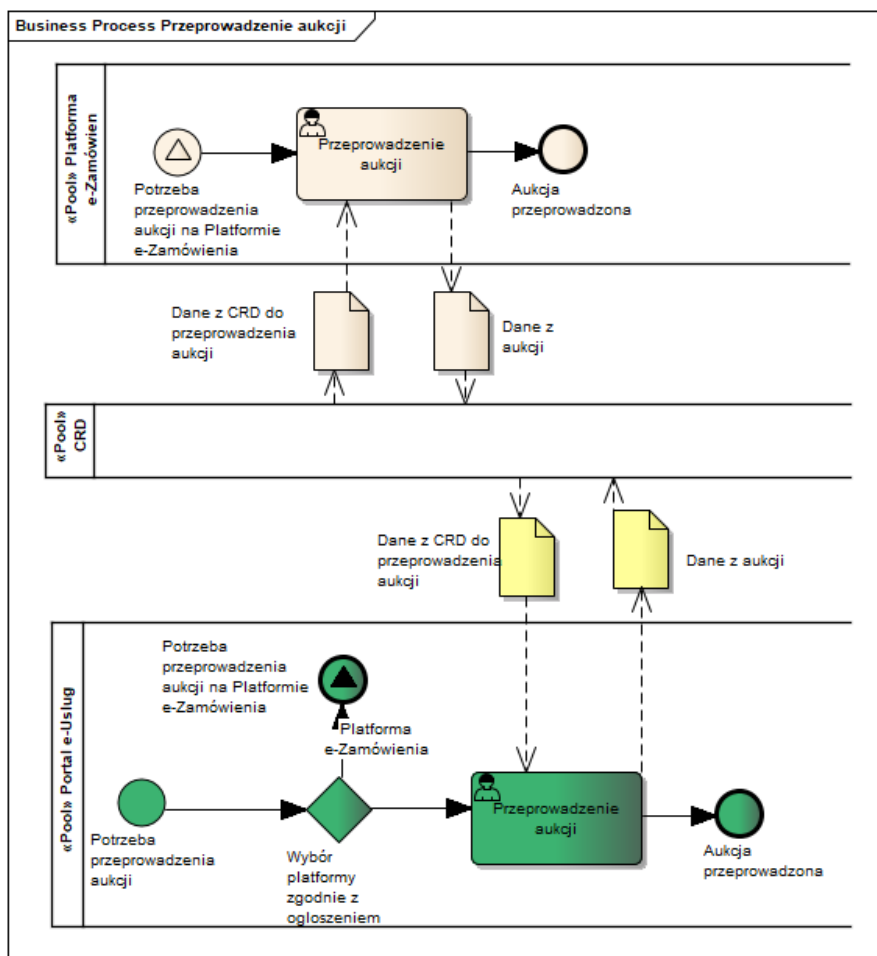 Business Process Przeprowadzenie aukcji
«Pool» Platforma
e-Zamówien
Przeprowadzenie
aukcji
Potrzeba
przeprowadzenia
aukcji na Platformie
e-Zamówienia
Aukcja
przeprowadzona
Dane z CRD do
przeprowadzenia
aukcji
Dane z
aukcji
«Pool»
CRD
Dane z CRD do
przeprowadzenia
aukcji
Dane z aukcji
«Pool» Portal e-Uslug
Potrzeba
przeprowadzenia
aukcji na Platformie
e-Zamówienia
Platforma
e-Zamówienia
Potrzeba
przeprowadzenia
aukcji
Wybór
platformy
zgodnie z
ogloszeniem
Przeprowadzenie
aukcji
Aukcja
przeprowadzona